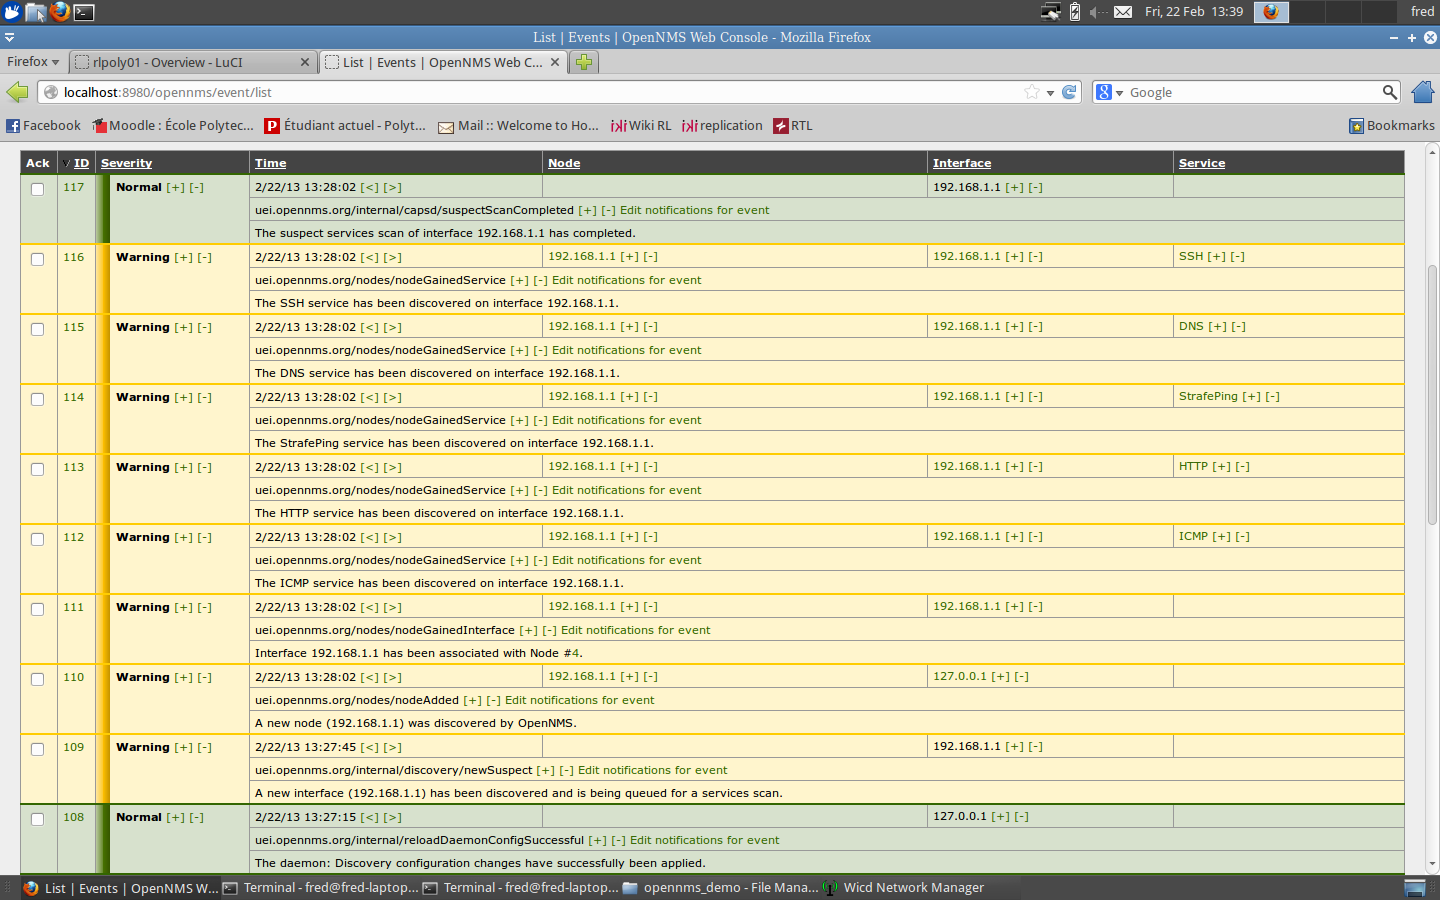 Fri, 22 Feb 13:39 fred
List | Events | OpenNMS Web Console - Mozilla Firefox
Firefox rlpoly01 - Overview - LuCI List | Events | OpenNMS Web C...
localhost:8980/opennms/event/list Google
Facebook Moodle : École Polytec... Étudiant actuel - Polyt... Mail :: Welcome to Ho... Wiki RL replication RTL Bookmarks
Ack ID Severity Time Node Interface Service
117 Normal [+] [-] 2/22/13 13:28:02 [<] [>] 192.168.1.1 [+] [-]
uei.opennms.org/internal/capsd/suspectScanCompleted [+] [-] Edit notifications for event
The suspect services scan of interface 192.168.1.1 has completed.
116 Warning [+] [-] 2/22/13 13:28:02 [<] [>] 192.168.1.1 [+] [-] 192.168.1.1 [+] [-] SSH [+] [-]
uei.opennms.org/nodes/nodeGainedService [+] [-] Edit notifications for event
The SSH service has been discovered on interface 192.168.1.1.
115 Warning [+] [-] 2/22/13 13:28:02 [<] [>] 192.168.1.1 [+] [-] 192.168.1.1 [+] [-] DNS [+] [-]
uei.opennms.org/nodes/nodeGainedService [+] [-] Edit notifications for event
The DNS service has been discovered on interface 192.168.1.1.
114 Warning [+] [-] 2/22/13 13:28:02 [<] [>] 192.168.1.1 [+] [-] 192.168.1.1 [+] [-] StrafePing [+] [-]
uei.opennms.org/nodes/nodeGainedService [+] [-] Edit notifications for event
The StrafePing service has been discovered on interface 192.168.1.1.
113 Warning [+] [-] 2/22/13 13:28:02 [<] [>] 192.168.1.1 [+] [-] 192.168.1.1 [+] [-] HTTP [+] [-]
uei.opennms.org/nodes/nodeGainedService [+] [-] Edit notifications for event
The HTTP service has been discovered on interface 192.168.1.1.
112 Warning [+] [-] 2/22/13 13:28:02 [<] [>] 192.168.1.1 [+] [-] 192.168.1.1 [+] [-] ICMP [+] [-]
uei.opennms.org/nodes/nodeGainedService [+] [-] Edit notifications for event
The ICMP service has been discovered on interface 192.168.1.1.
111 Warning [+] [-] 2/22/13 13:28:02 [<] [>] 192.168.1.1 [+] [-] 192.168.1.1 [+] [-]
uei.opennms.org/nodes/nodeGainedInterface [+] [-] Edit notifications for event
Interface 192.168.1.1 has been associated with Node #4.
110 Warning [+] [-] 2/22/13 13:28:02 [<] [>] 192.168.1.1 [+] [-] 127.0.0.1 [+] [-]
uei.opennms.org/nodes/nodeAdded [+] [-] Edit notifications for event
A new node (192.168.1.1) was discovered by OpenNMS.
109 Warning [+] [-] 2/22/13 13:27:45 [<] [>] 192.168.1.1 [+] [-]
uei.opennms.org/internal/discovery/newSuspect [+] [-] Edit notifications for event
A new interface (192.168.1.1) has been discovered and is being queued for a services scan.
108 Normal [+] [-] 2/22/13 13:27:15 [<] [>] 127.0.0.1 [+] [-]
uei.opennms.org/internal/reloadDaemonConfigSuccessful [+] [-] Edit notifications for event
The daemon: Discovery configuration changes have successfully been applied.
List | Events | OpenNMS W... Terminal - fred@fred-laptop... Terminal - fred@fred-laptop... opennms_demo - File Mana... Wicd Network Manager